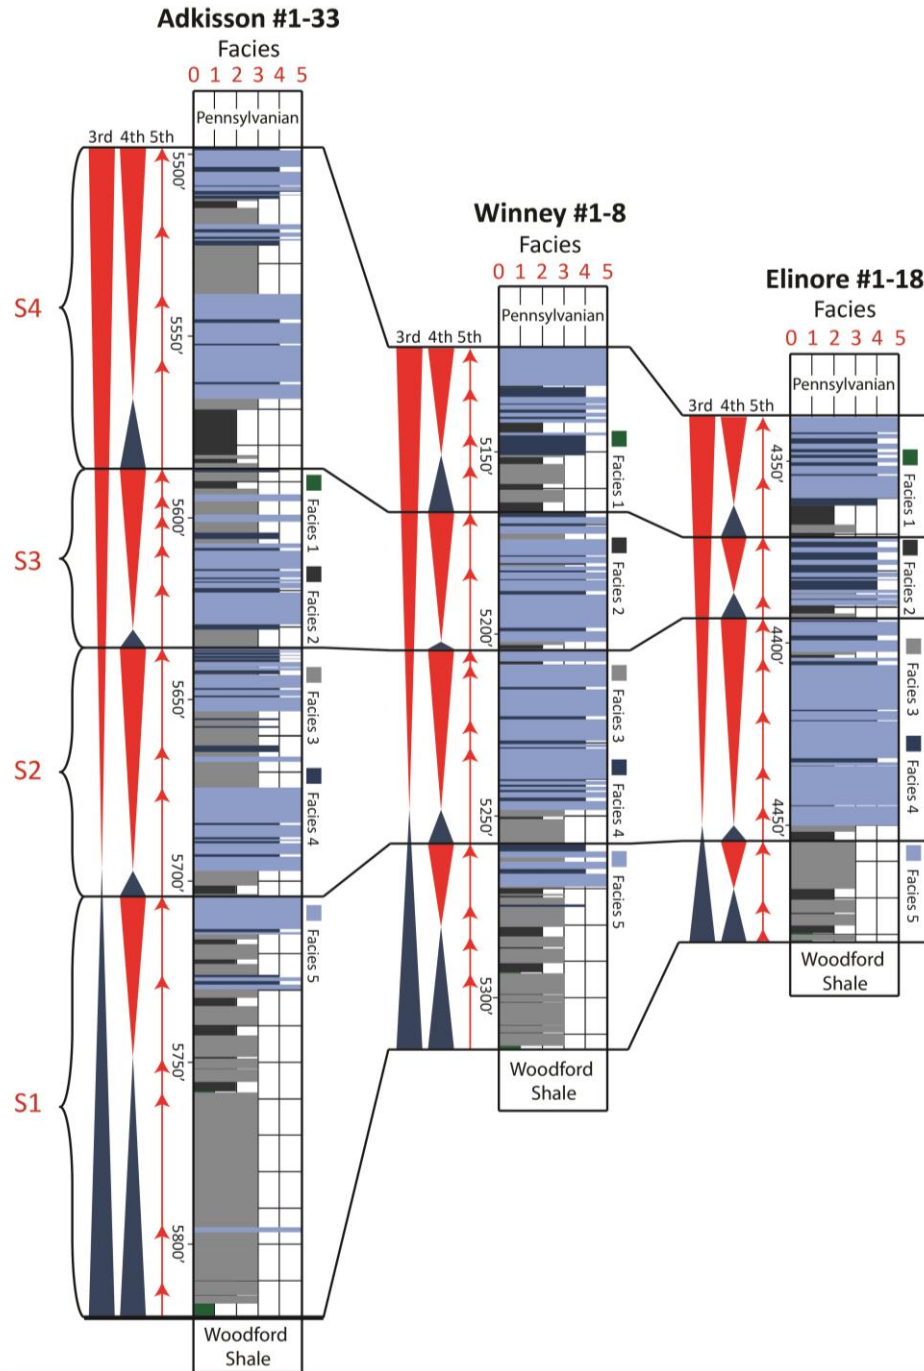 Adkisson #1-33
Facies
0 1 2 3 4 5
Pennsylvanian
3rd 4th 5th
5500'
5550'
5600'
5650'
5700'
5750'
5800'
S4
S3
S2
S1
Facies 1
Facies 2
Facies 3
Facies 4
Facies 5
Woodford
Shale
Winney #1-8
Facies
0 1 2 3 4 5
Pennsylvanian
3rd 4th 5th
5150'
5200'
5250'
5300'
Facies 1
Facies 2
Facies 3
Facies 4
Facies 5
Woodford
Shale
Elinore #1-18
Facies
0 1 2 3 4 5
Pennsylvanian
3rd 4th 5th
4350'
4400'
4450'
Facies 1
Facies 2
Facies 3
Facies 4
Facies 5
Woodford
Shale